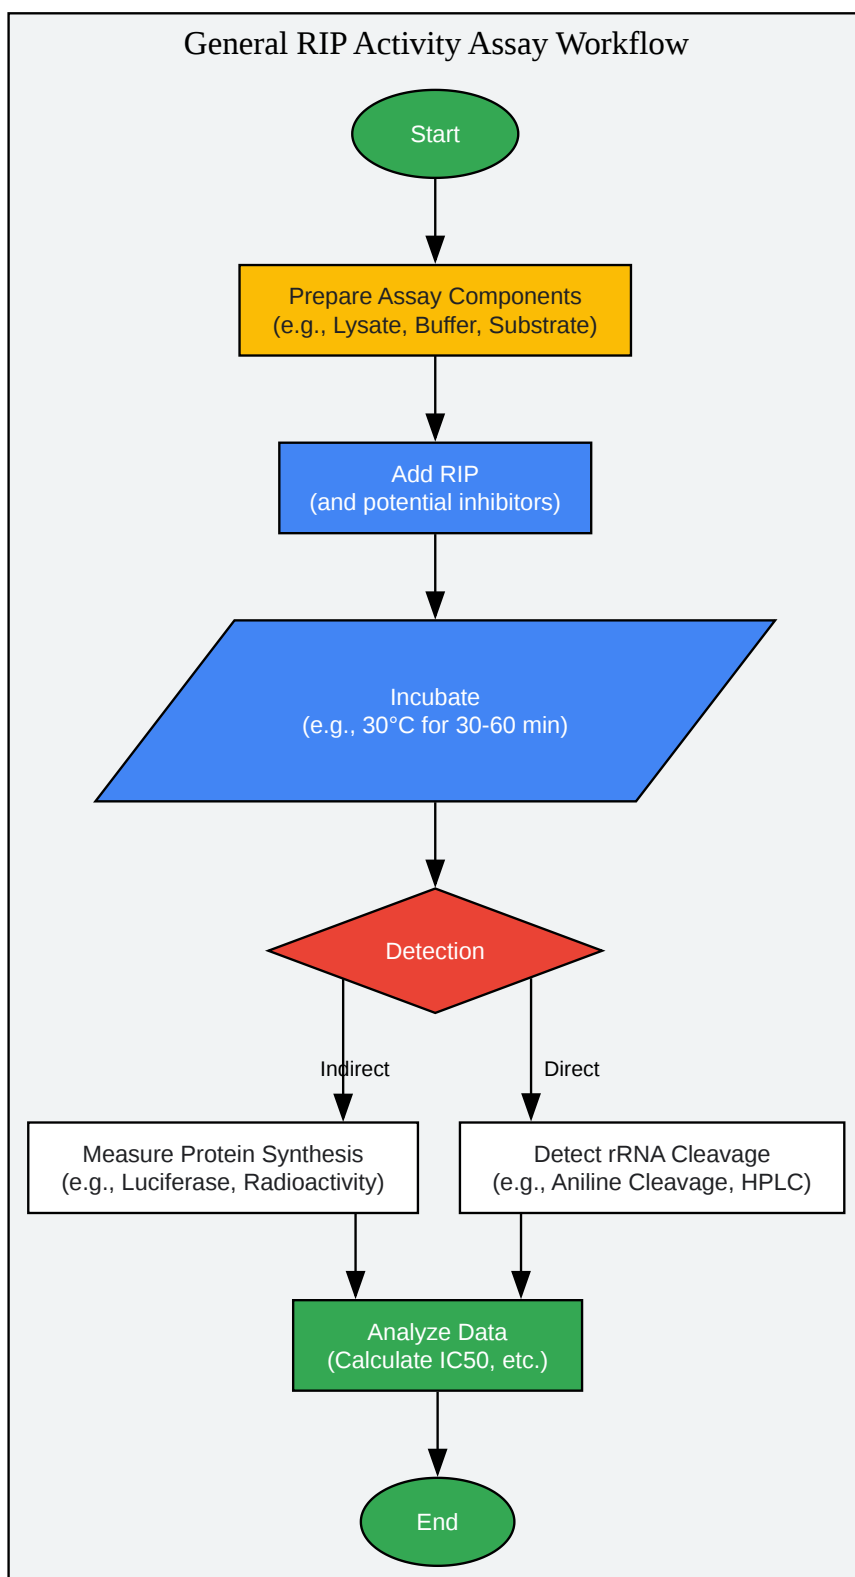 General RIP Activity Assay Workflow
Start
Prepare Assay Components
(e.g., Lysate, Buffer, Substrate)
Add RIP
(and potential inhibitors)
Incubate
(e.g., 30°C for 30-60 min)
Detection
Indirect
Direct
Measure Protein Synthesis
(e.g., Luciferase, Radioactivity)
Detect rRNA Cleavage
(e.g., Aniline Cleavage, HPLC)
Analyze Data
(Calculate IC50, etc.)
End